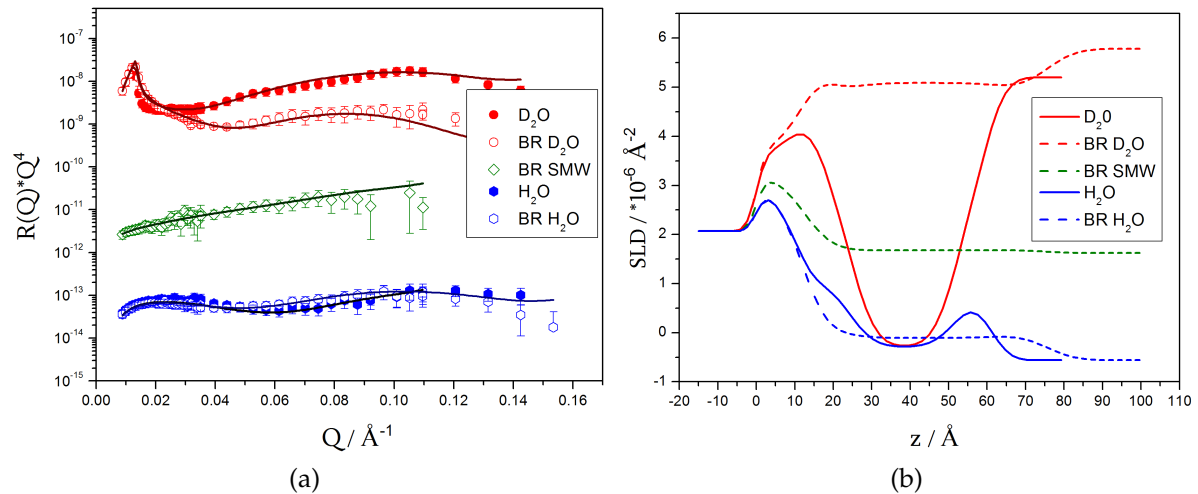 10⁻⁷
10⁻⁸
10⁻⁹
10⁻¹⁰
10⁻¹¹
10⁻¹²
10⁻¹³
10⁻¹⁴
10⁻¹⁵
R(Q)*Q⁴
0.00 0.02 0.04 0.06 0.08 0.10 0.12 0.14 0.16
Q / Å⁻¹
D₂O
BR D₂O
BR SMW
H₂O
BR H₂O
(a)
6
5
4
3
2
1
0
-1
SLD / *10⁻⁶ Å⁻²
-20 -10 0 10 20 30 40 50 60 70 80 90 100 110
z / Å
D₂0
BR D₂O
BR SMW
H₂O
BR H₂O
(b)